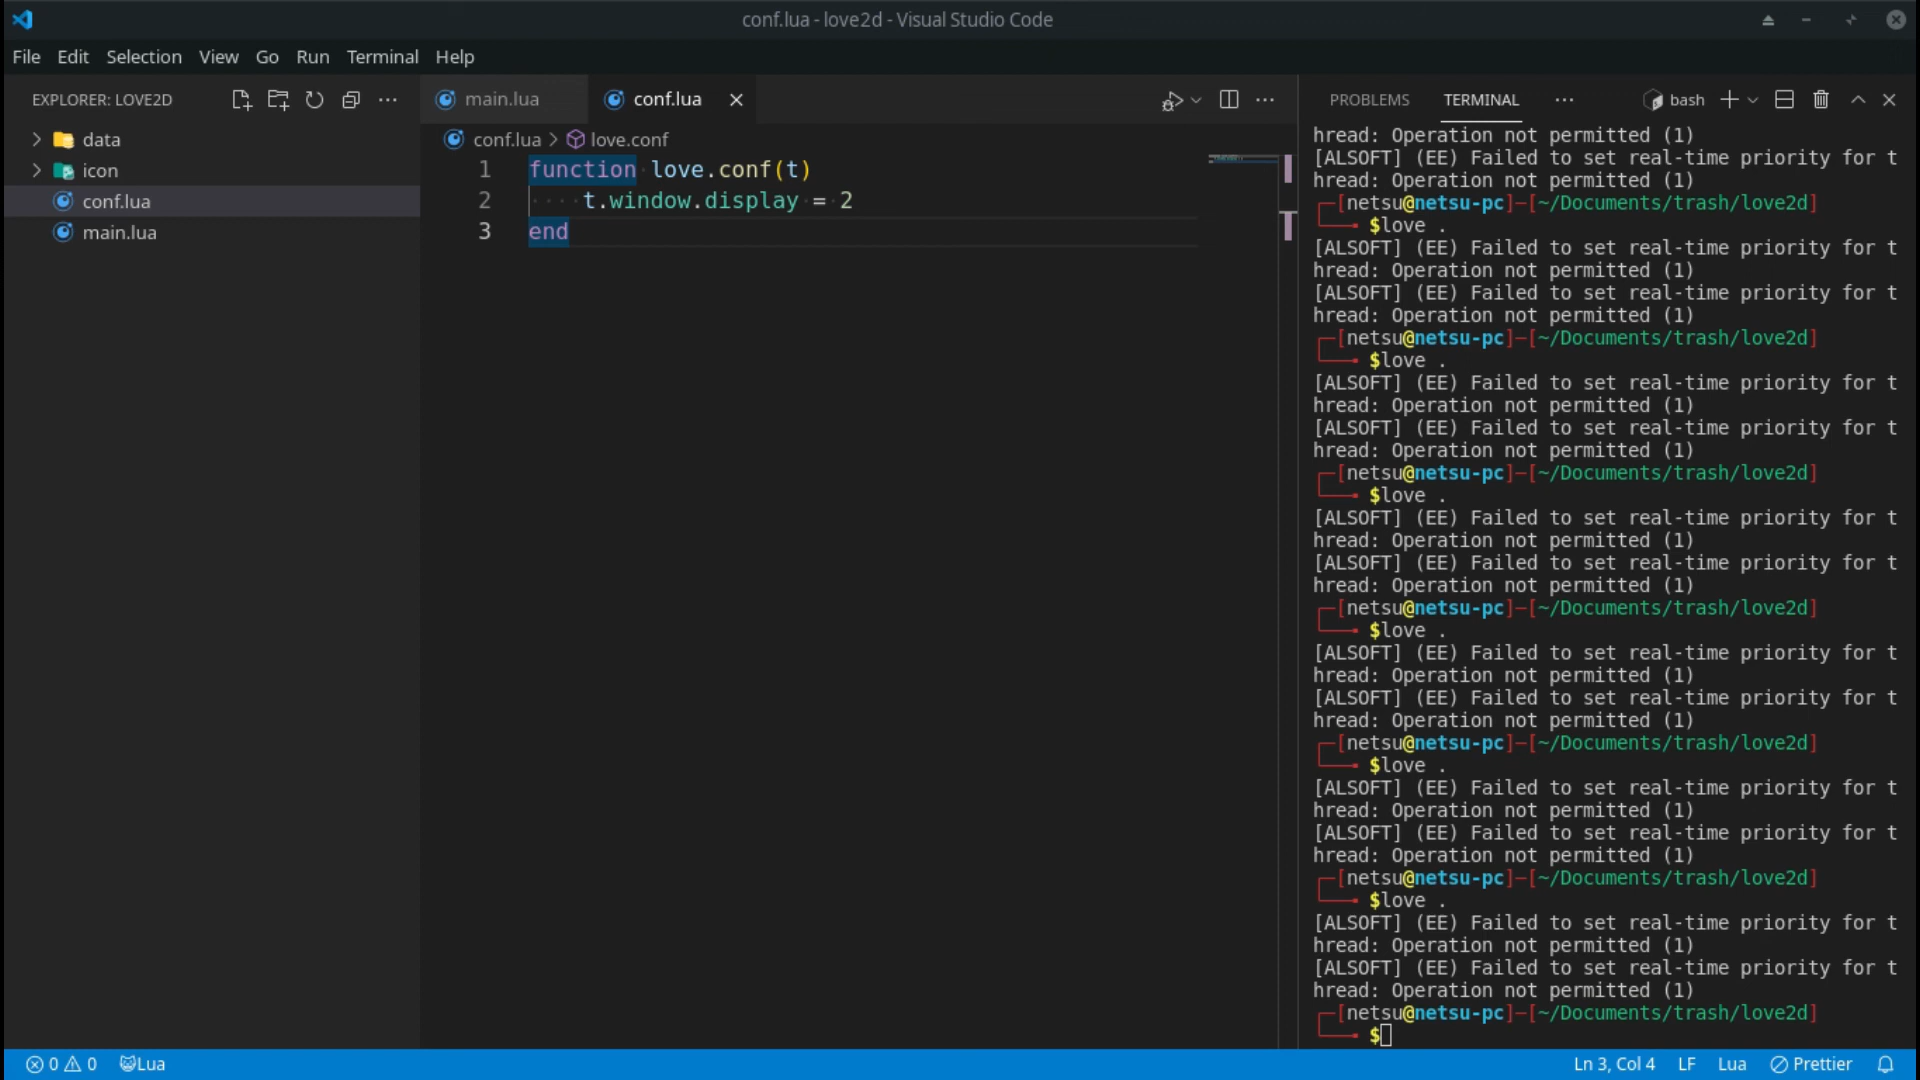 conf.lua - love2d - Visual Studio Code
File Edit Selection View Go Run Terminal Help
EXPLORER: LOVE2D
data
icon
conf.lua
main.lua
main.lua conf.lua
conf.lua > love.conf
1 function love.conf(t)
2 ····t.window.display = 2
3 end
PROBLEMS TERMINAL ··· bash
hread: Operation not permitted (1)
[ALSOFT] (EE) Failed to set real-time priority for t
hread: Operation not permitted (1)
┌─[netsu@netsu-pc]─[~/Documents/trash/love2d]
└──╼ $love .
[ALSOFT] (EE) Failed to set real-time priority for t
hread: Operation not permitted (1)
[ALSOFT] (EE) Failed to set real-time priority for t
hread: Operation not permitted (1)
┌─[netsu@netsu-pc]─[~/Documents/trash/love2d]
└──╼ $love .
[ALSOFT] (EE) Failed to set real-time priority for t
hread: Operation not permitted (1)
[ALSOFT] (EE) Failed to set real-time priority for t
hread: Operation not permitted (1)
┌─[netsu@netsu-pc]─[~/Documents/trash/love2d]
└──╼ $love .
[ALSOFT] (EE) Failed to set real-time priority for t
hread: Operation not permitted (1)
[ALSOFT] (EE) Failed to set real-time priority for t
hread: Operation not permitted (1)
┌─[netsu@netsu-pc]─[~/Documents/trash/love2d]
└──╼ $love .
[ALSOFT] (EE) Failed to set real-time priority for t
hread: Operation not permitted (1)
[ALSOFT] (EE) Failed to set real-time priority for t
hread: Operation not permitted (1)
┌─[netsu@netsu-pc]─[~/Documents/trash/love2d]
└──╼ $love .
[ALSOFT] (EE) Failed to set real-time priority for t
hread: Operation not permitted (1)
[ALSOFT] (EE) Failed to set real-time priority for t
hread: Operation not permitted (1)
┌─[netsu@netsu-pc]─[~/Documents/trash/love2d]
└──╼ $love .
[ALSOFT] (EE) Failed to set real-time priority for t
hread: Operation not permitted (1)
[ALSOFT] (EE) Failed to set real-time priority for t
hread: Operation not permitted (1)
┌─[netsu@netsu-pc]─[~/Documents/trash/love2d]
└──╼ $
0 0 Lua Ln 3, Col 4 LF Lua Prettier